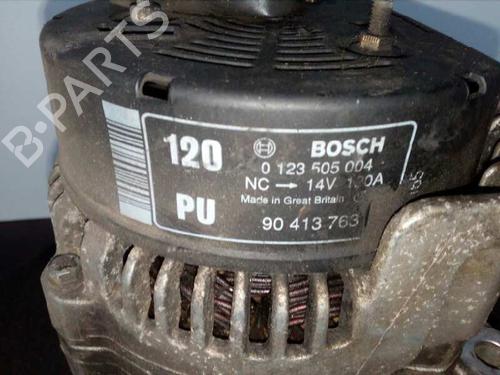 B-PARTS
120 BOSCH
0 123 505 004
NC → 14V 120A
Made in Great Britain
PU 90 413 763